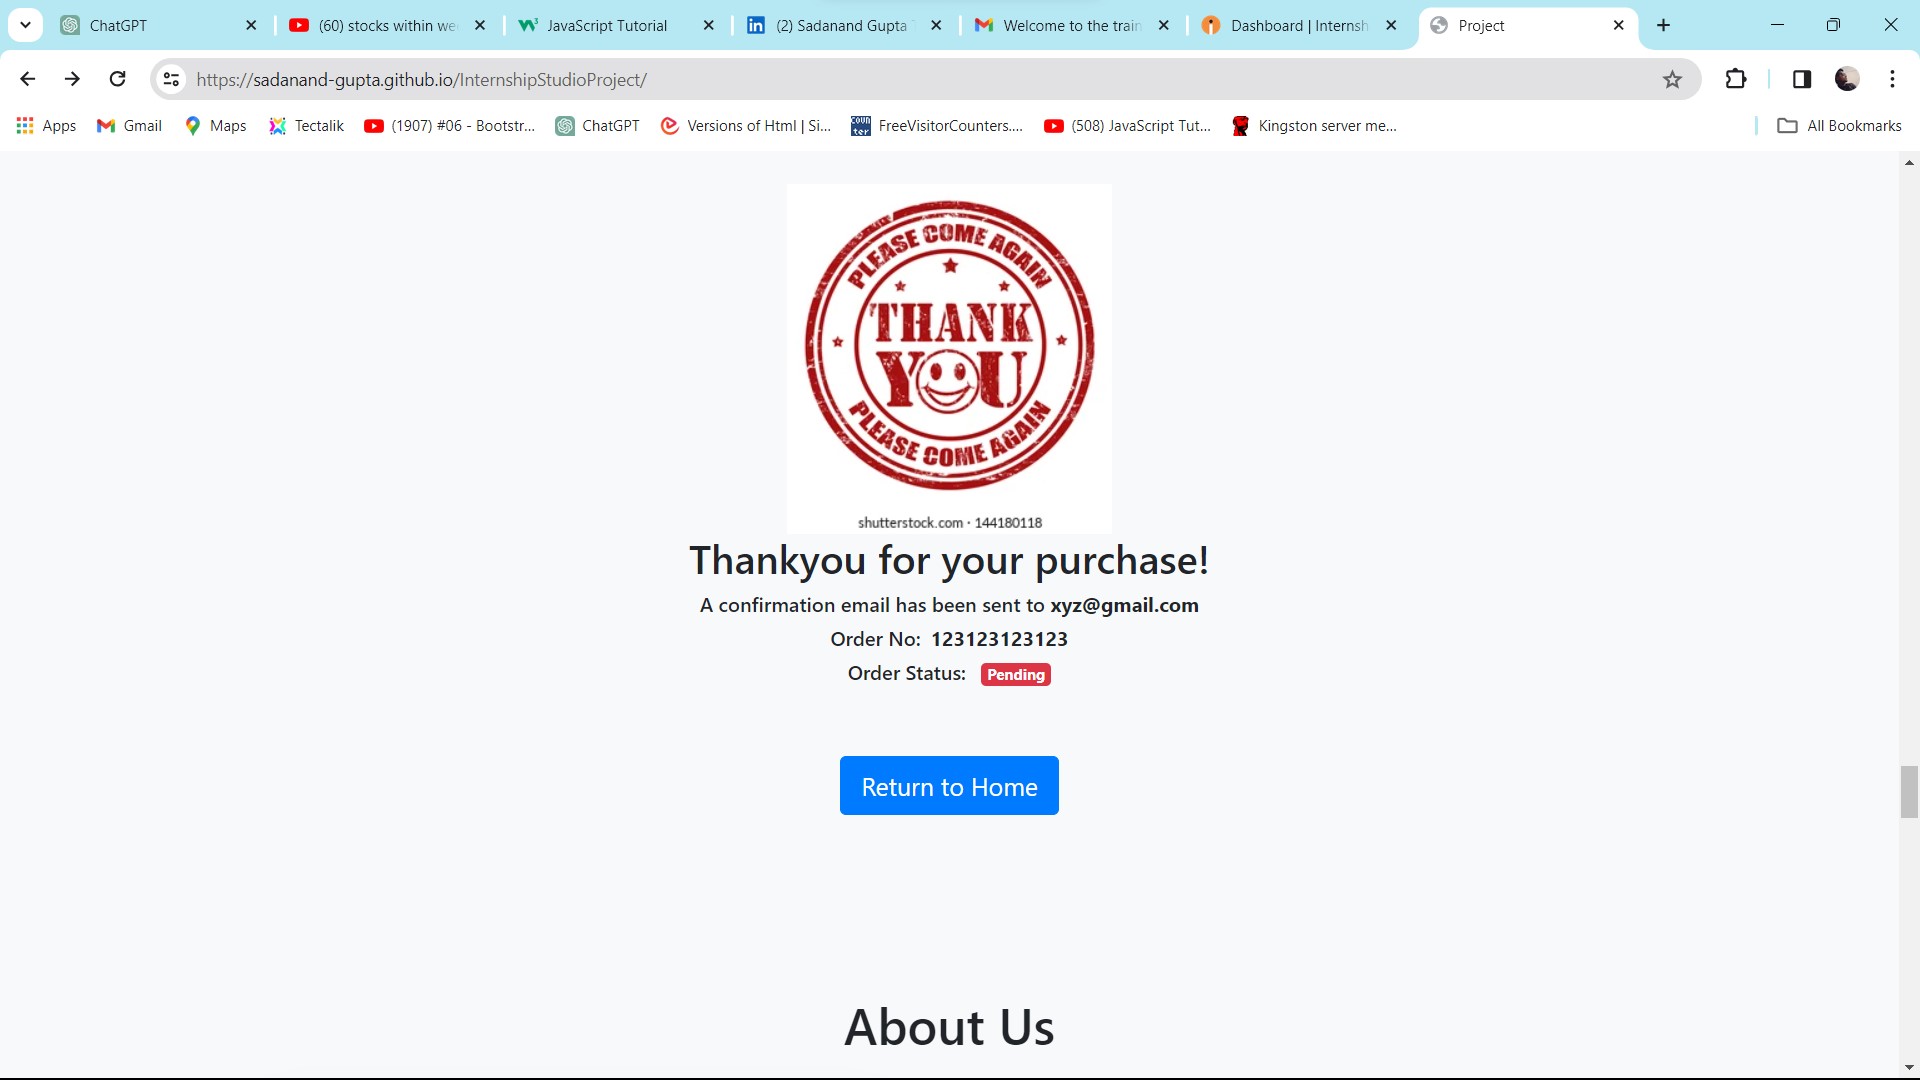 ChatGPT
(60) stocks within we
JavaScript Tutorial
(2) Sadanand Gupta
Welcome to the train
Dashboard | Internsh
Project
https://sadanand-gupta.github.io/InternshipStudioProject/
Apps
Gmail
Maps
Tectalik
(1907) #06 - Bootstr...
ChatGPT
Versions of Html | Si...
FreeVisitorCounters....
(508) JavaScript Tut...
Kingston server me...
All Bookmarks
PLEASE COME AGAIN
THANK
YOU
PLEASE COME AGAIN
shutterstock.com · 144180118
Thankyou for your purchase!
A confirmation email has been sent to xyz@gmail.com
Order No: 123123123123
Order Status: Pending
Return to Home
About Us